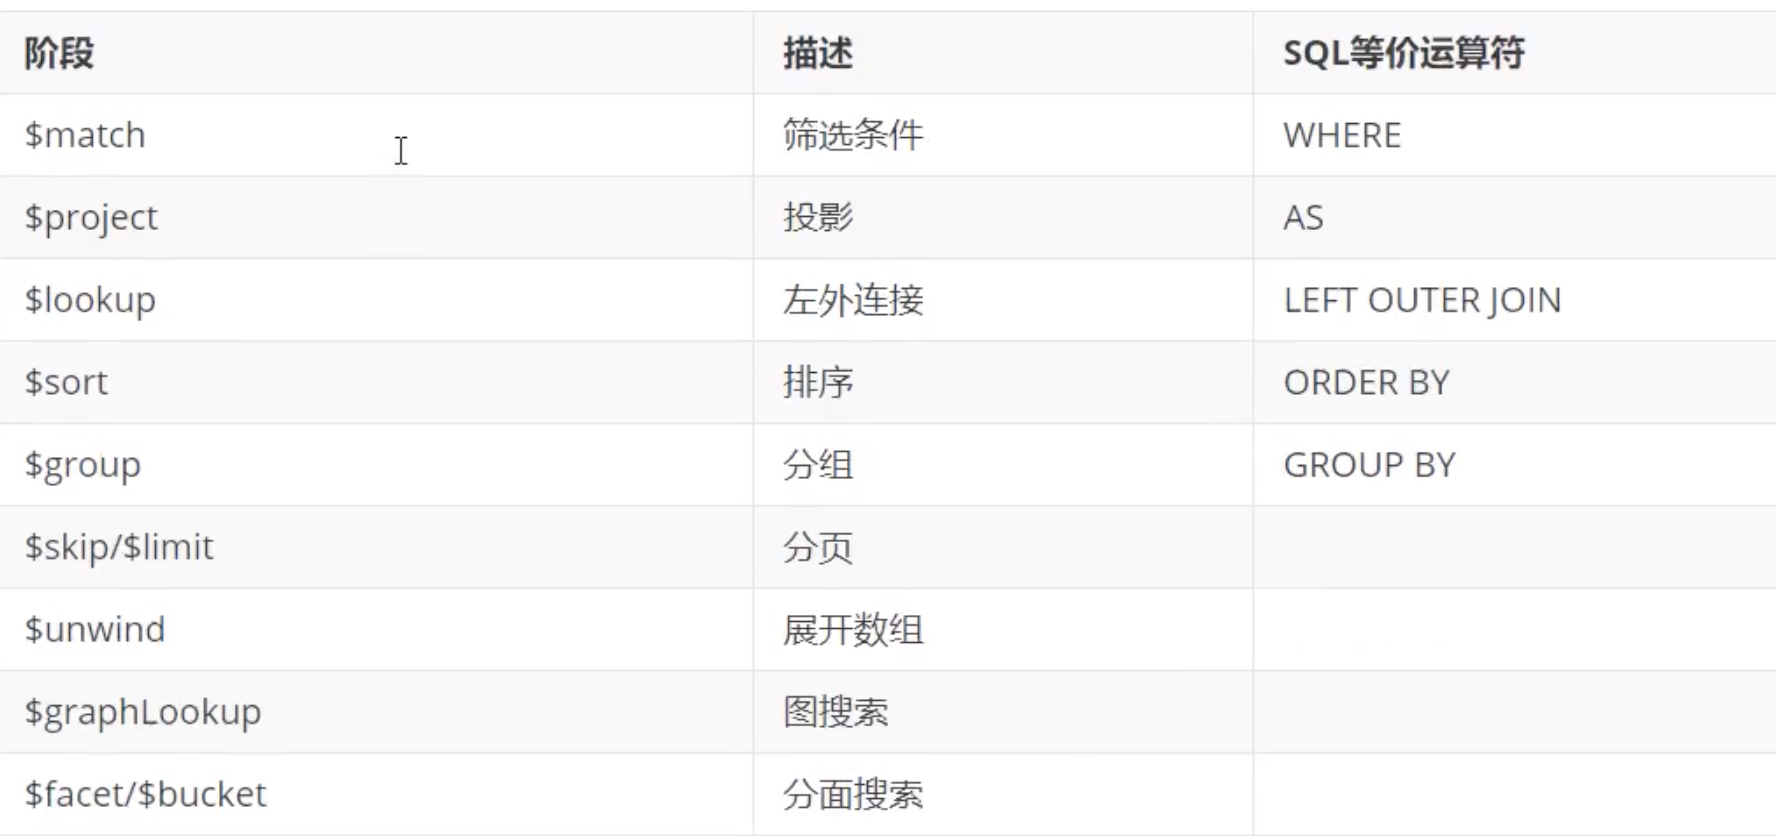 阶段 描述 SQL等价运算符
$match 筛选条件 WHERE
$project 投影 AS
$lookup 左外连接 LEFT OUTER JOIN
$sort 排序 ORDER BY
$group 分组 GROUP BY
$skip/$limit 分页
$unwind 展开数组
$graphLookup 图搜索
$facet/$bucket 分面搜索